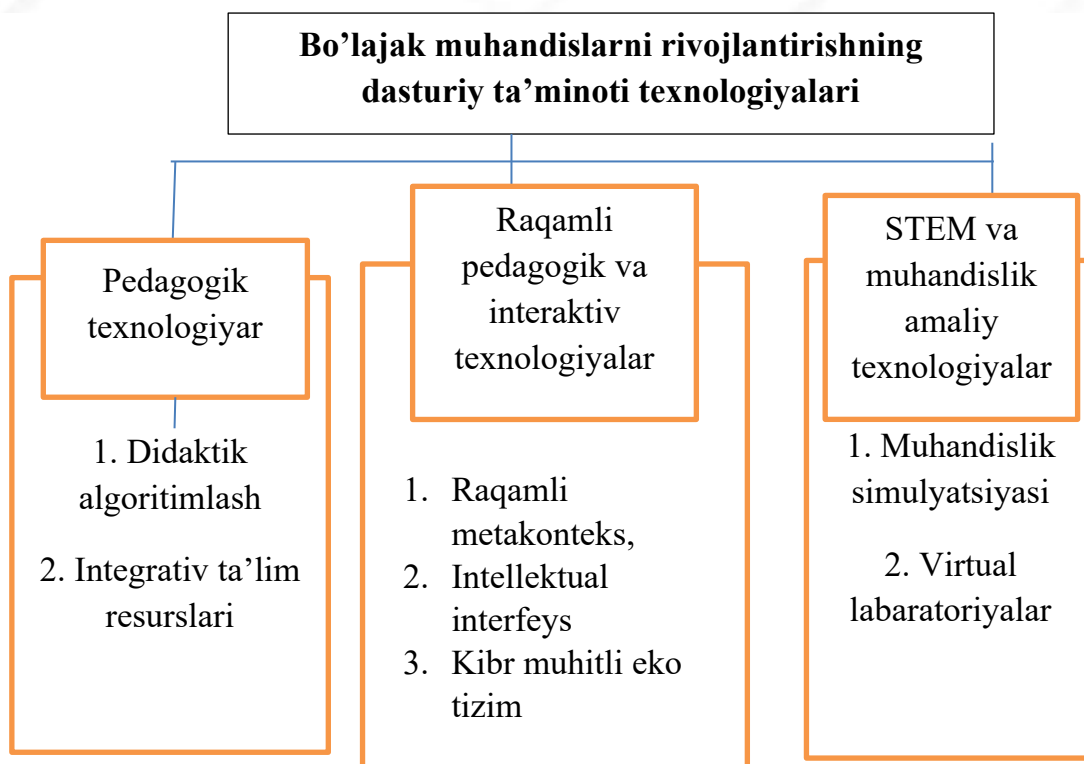 Bo’lajak muhandislarni rivojlantirishning
dasturiy ta’minoti texnologiyalari
Pedagogik
texnologiyar
1. Didaktik
algoritimlash
2. Integrativ ta’lim
resurslari
Raqamli
pedagogik va
interaktiv
texnologiyalar
1. Raqamli
metakonteks,
2. Intellektual
interfeys
3. Kibr muhitli eko
tizim
STEM va
muhandislik
amaliy
texnologiyalar
1. Muhandislik
simulyatsiyasi
2. Virtual
labaratoriyalar